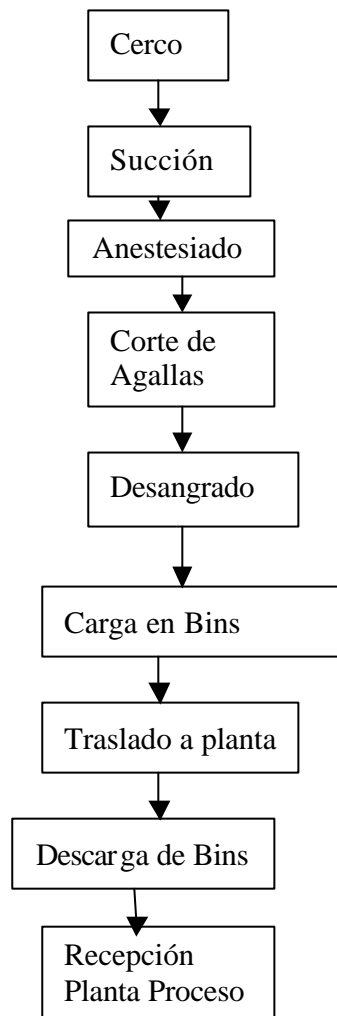 Cerco
Succión
Anestesiado
Corte de
Agallas
Desangrado
Carga en Bins
Traslado a planta
Descarga de Bins
Recepción
Planta Proceso